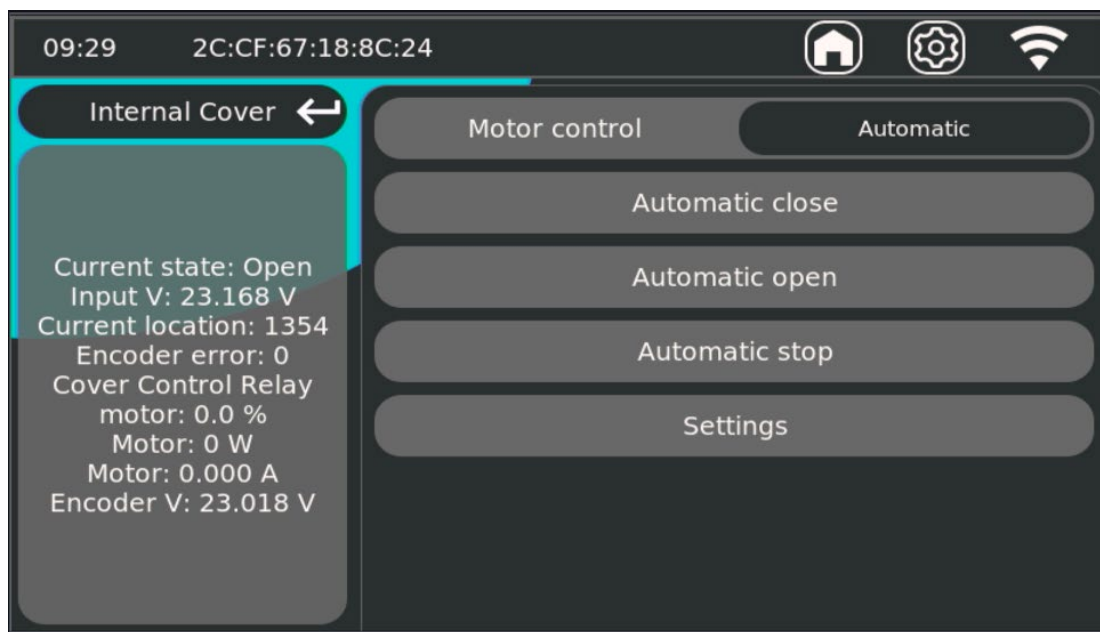 09:29 2C:CF:67:18:8C:24
Internal Cover
Current state: Open
Input V: 23.168 V
Current location: 1354
Encoder error: 0
Cover Control Relay
motor: 0.0 %
Motor: 0 W
Motor: 0.000 A
Encoder V: 23.018 V
Motor control Automatic
Automatic close
Automatic open
Automatic stop
Settings